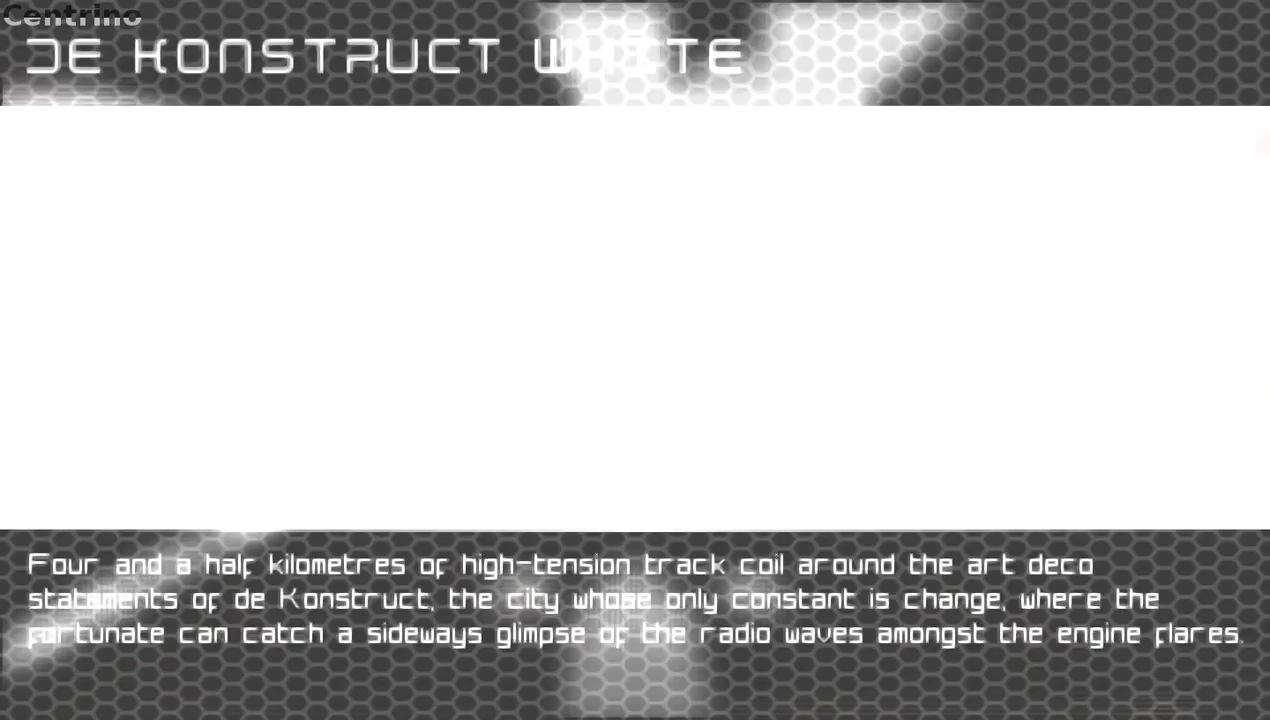 Centrino
DE KONSTRUCT WHITE
Four and a half kilometres of high-tension track coil around the art deco
statements of de Konstruct, the city whose only constant is change, where the
fortunate can catch a sideways glimpse of the radio waves amongst the engine flares.